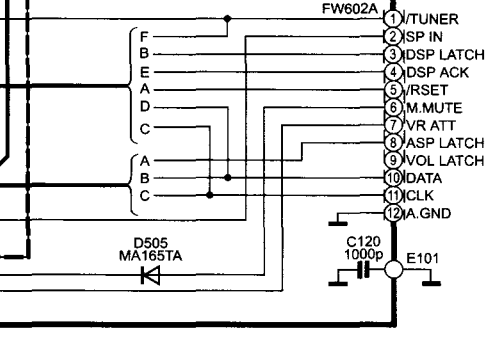 FW602A
1 /TUNER
F
2 SP IN
B 3 DSP LATCH
E 4 DSP ACK
A 5 /RSET
D 6 M.MUTE
C 7 VR ATT
8 ASP LATCH
A 9 VOL LATCH
B 10 DATA
C 11 CLK
12 A.GND
D505
MA165TA
C120
1000p
E101